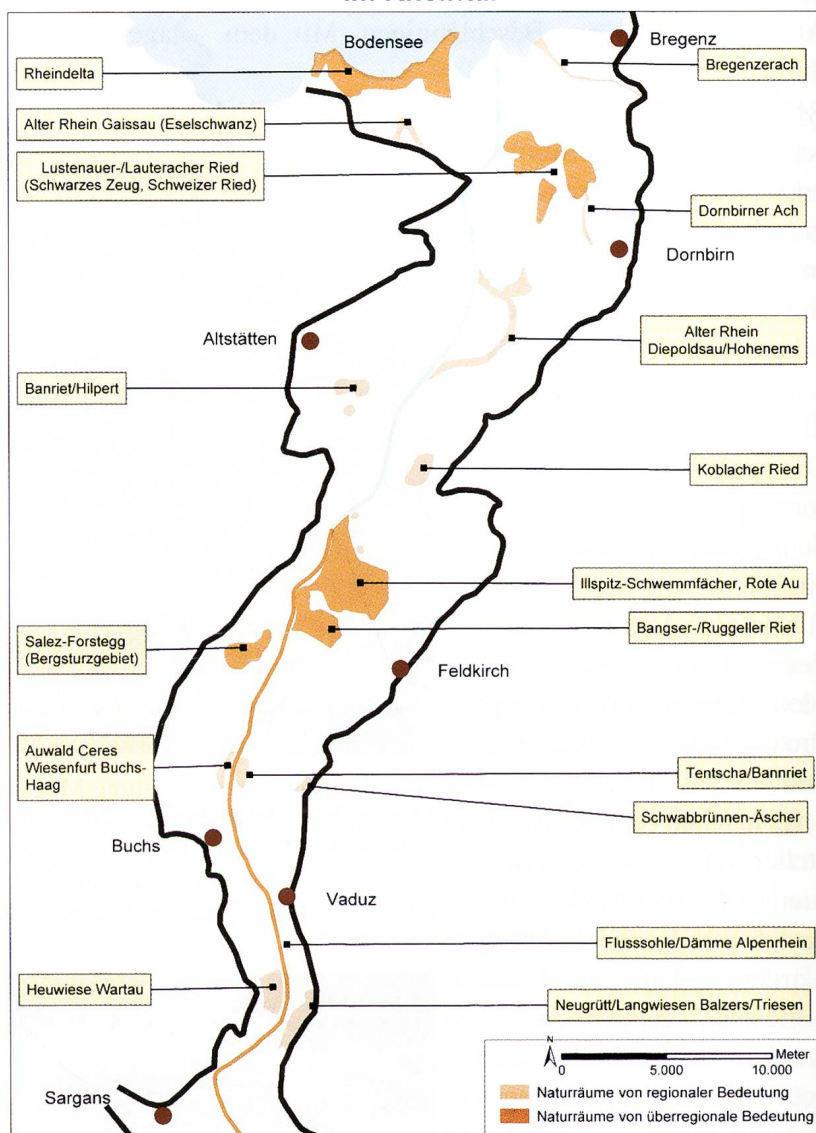 Bodensee
Bregenz
Rheindelta
Bregenzerach
Alter Rhein Gaissau (Eselschwanz)
Lustenauer-/Lauteracher Ried
(Schwarzes Zeug, Schweizer Ried)
Dornbirner Ach
Dornbirn
Altstätten
Alter Rhein
Diepoldsau/Hohenems
Banriet/Hilpert
Koblacher Ried
Illspitz-Schwemmfächer, Rote Au
Bangser-/Ruggeller Riet
Salez-Forstegg
(Bergsturzgebiet)
Feldkirch
Auwald Ceres
Wiesenfurt Buchs-
Haag
Tentscha/Bannriet
Schwabbrünnen-Äscher
Buchs
Vaduz
Flusssohle/Dämme Alpenrhein
Heuwiese Wartau
Neugrütt/Langwiesen Balzers/Triesen
Sargans
N
Meter
0 5.000 10.000
Naturräume von regionaler Bedeutung
Naturräume von überregionale Bedeutung